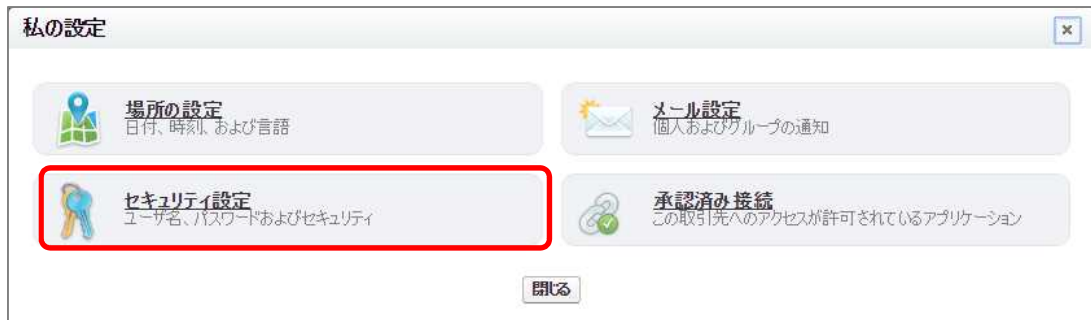 私の設定
場所の設定
日付、時刻、および言語
メール設定
個人およびグループの通知
セキュリティ設定
ユーザ名、パスワードおよびセキュリティ
承認済み接続
この取引先へのアクセスが許可されているアプリケーション
閉じる